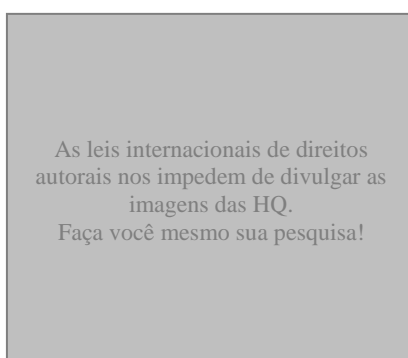 As leis internacionais de direitos
autorais nos impedem de divulgar as
imagens das HQ.
Faça você mesmo sua pesquisa!